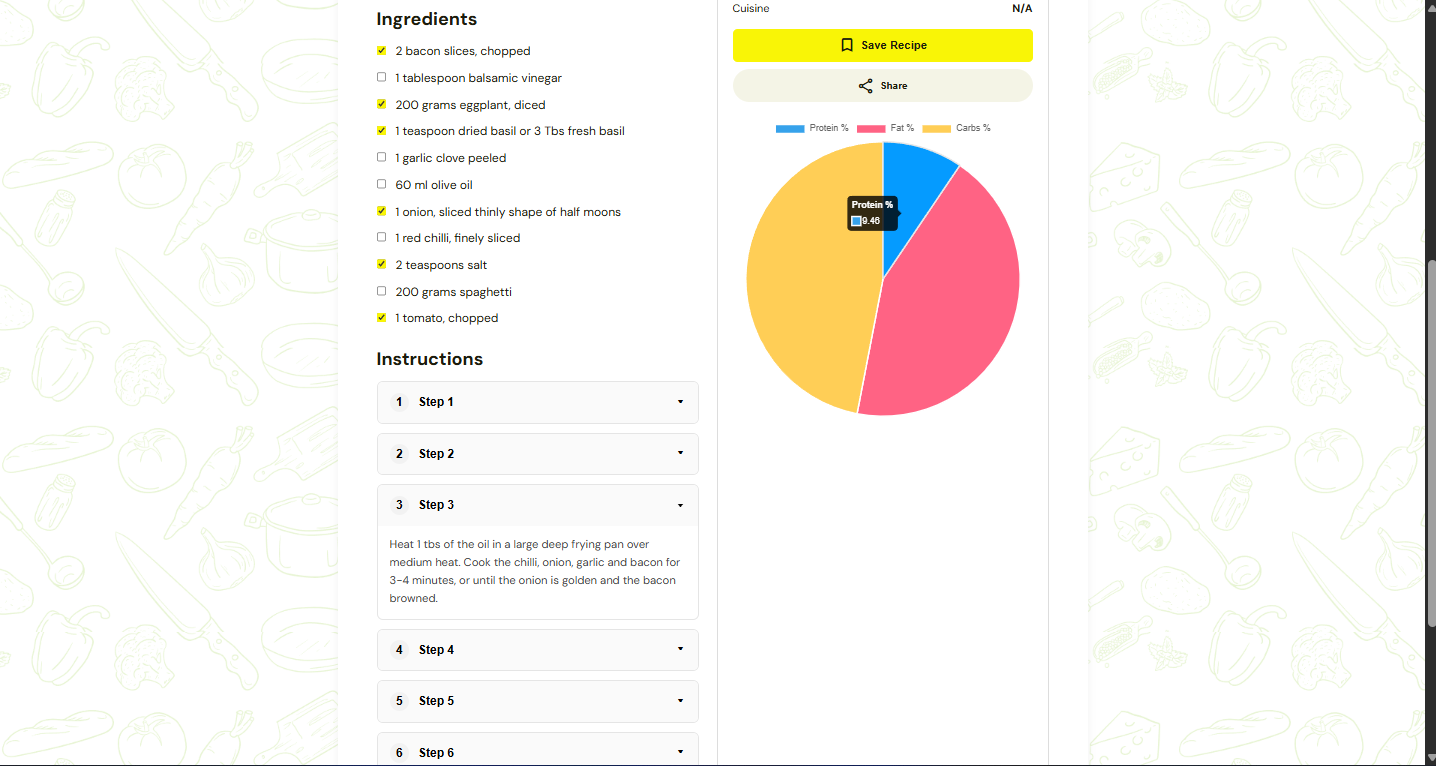 Ingredients
2 bacon slices, chopped
1 tablespoon balsamic vinegar
200 grams eggplant, diced
1 teaspoon dried basil or 3 Tbs fresh basil
1 garlic clove peeled
60 ml olive oil
1 onion, sliced thinly shape of half moons
1 red chilli, finely sliced
2 teaspoons salt
200 grams spaghetti
1 tomato, chopped
Instructions
1 Step 1
2 Step 2
3 Step 3
Heat 1 tbs of the oil in a large deep frying pan over
medium heat. Cook the chilli, onion, garlic and bacon for
3-4 minutes, or until the onion is golden and the bacon
browned.
4 Step 4
5 Step 5
6 Step 6
Cuisine N/A
Save Recipe
Share
Protein % Fat % Carbs %
Protein %
9.46